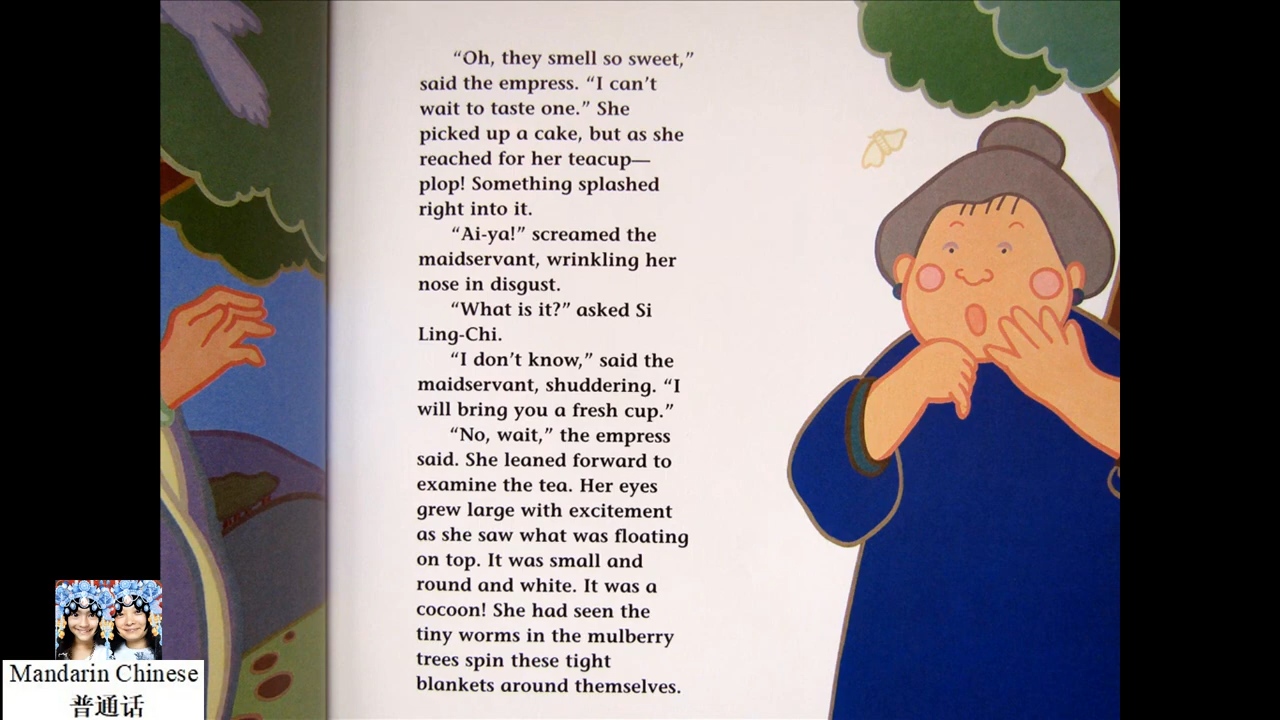 “Oh, they smell so sweet,”
said the empress. “I can’t
wait to taste one.” She
picked up a cake, but as she
reached for her teacup—
plop! Something splashed
right into it.
“Ai-ya!” screamed the
maidservant, wrinkling her
nose in disgust.
“What is it?” asked Si
Ling-Chi.
“I don’t know,” said the
maidservant, shuddering. “I
will bring you a fresh cup.”
“No, wait,” the empress
said. She leaned forward to
examine the tea. Her eyes
grew large with excitement
as she saw what was floating
on top. It was small and
round and white. It was a
cocoon! She had seen the
tiny worms in the mulberry
trees spin these tight
blankets around themselves.
Mandarin Chinese
普通话